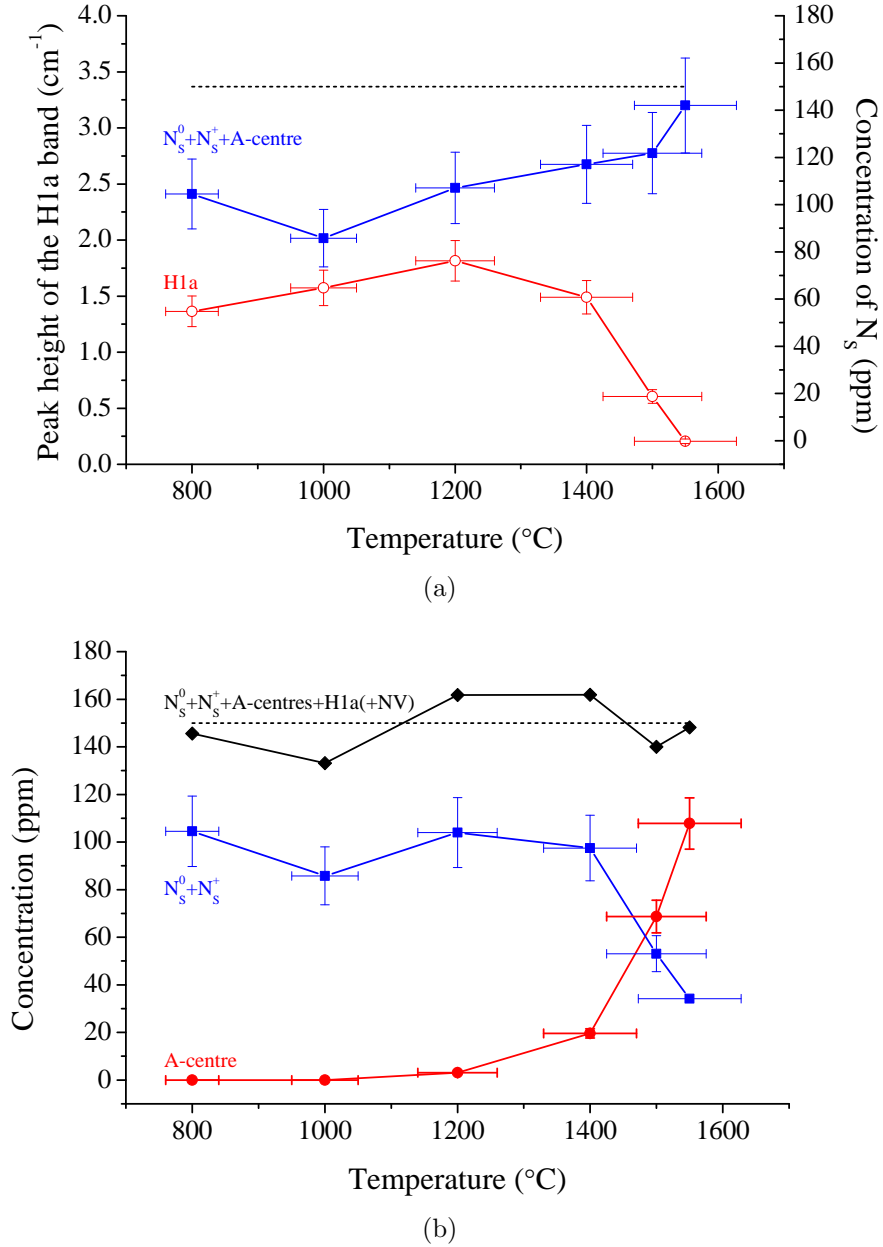 4.0
3.5
3.0
2.5
2.0
1.5
1.0
0.5
0.0
Peak height of the H1a band (cm⁻¹)
180
160
140
120
100
80
60
40
20
0
Concentration of Nₛ (ppm)
Nₛ⁰+Nₛ⁺+A-centre
H1a
800 1000 1200 1400 1600
Temperature (°C)
(a)
180
160
140
120
100
80
60
40
20
0
Concentration (ppm)
Nₛ⁰+Nₛ⁺+A-centres+H1a(+NV)
Nₛ⁰+Nₛ⁺
A-centre
800 1000 1200 1400 1600
Temperature (°C)
(b)